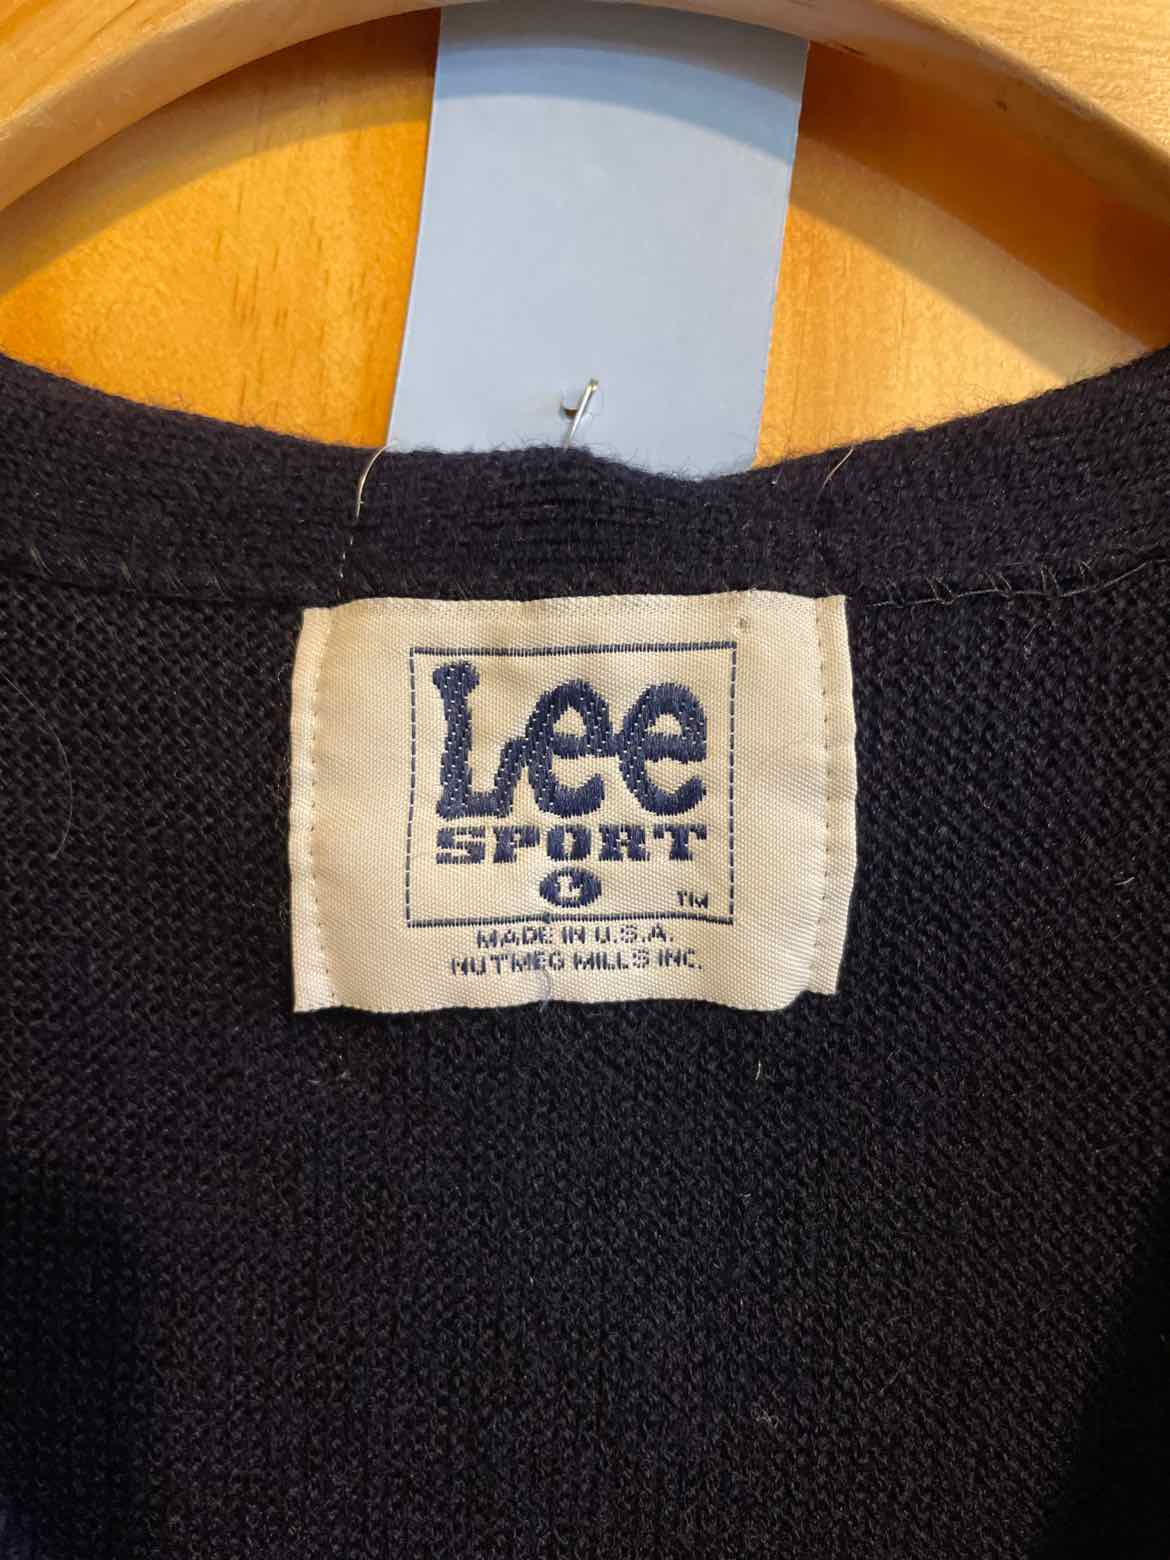 Lee
SPORT
L
TM
MADE IN U.S.A.
NUTMEG MILLS INC.